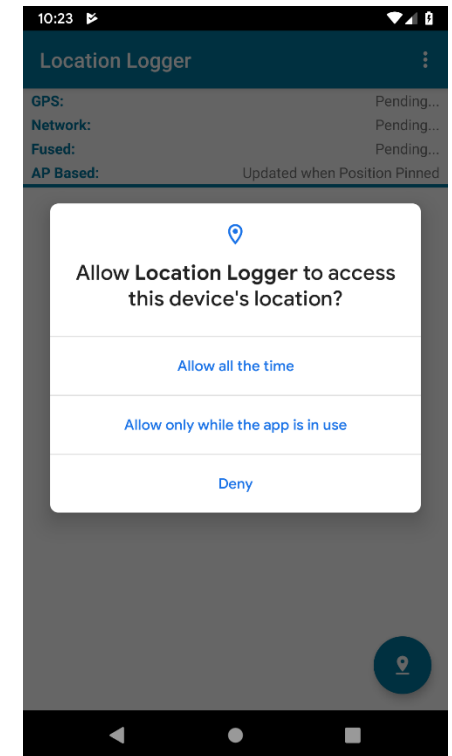 10:23
Location Logger
GPS: Pending...
Network: Pending...
Fused: Pending...
AP Based: Updated when Position Pinned
Allow Location Logger to access
this device's location?
Allow all the time
Allow only while the app is in use
Deny